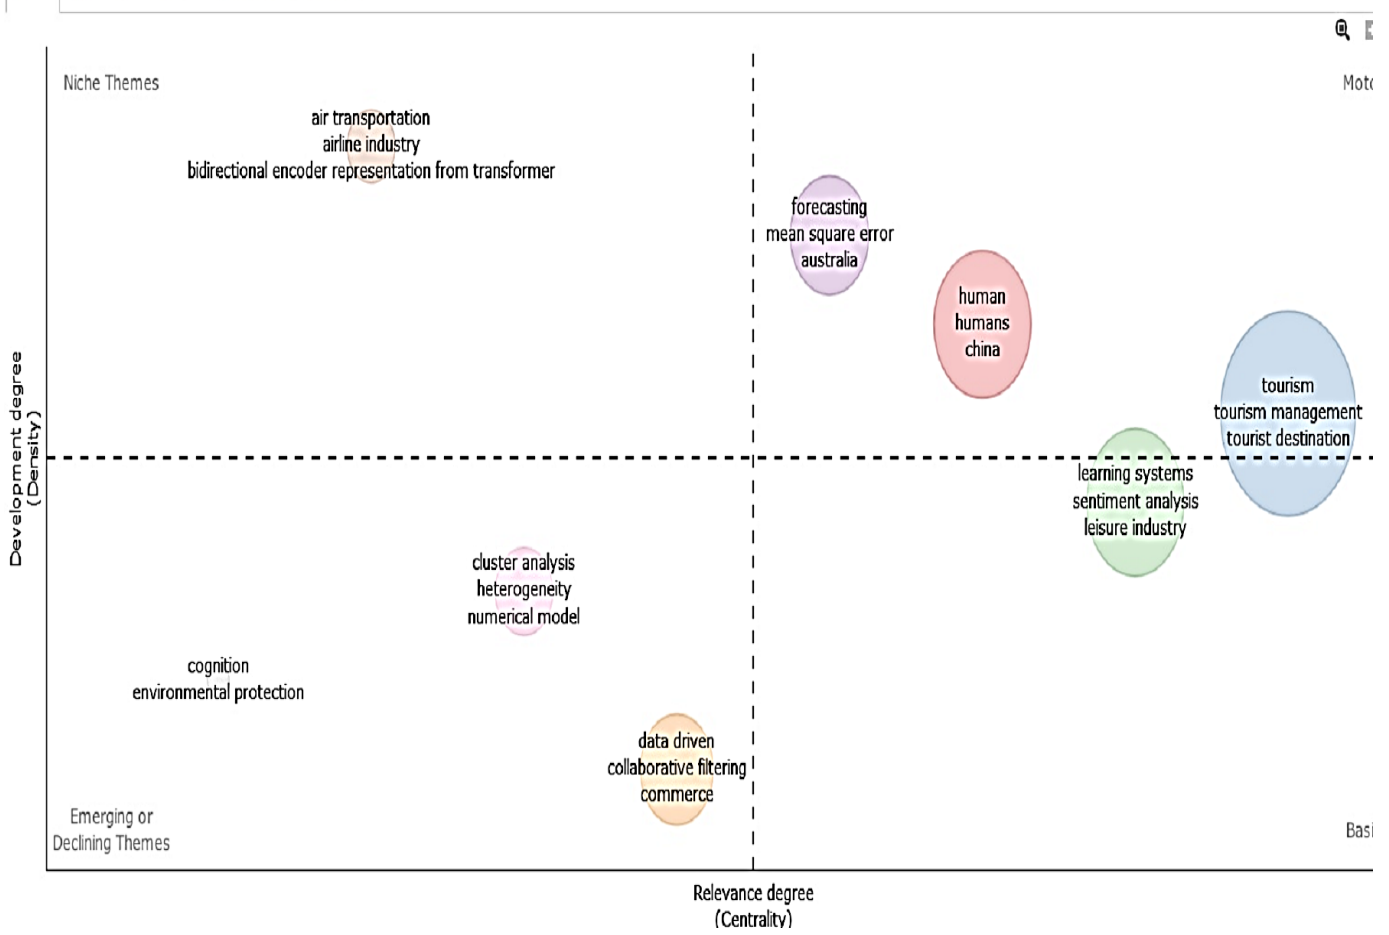 Niche Themes
Moto
air transportation
airline industry
bidirectional encoder representation from transformer
forecasting
mean square error
australia
human
humans
china
tourism
tourism management
tourist destination
learning systems
sentiment analysis
leisure industry
cluster analysis
heterogeneity
numerical model
cognition
environmental protection
data driven
collaborative filtering
commerce
Emerging or
Declining Themes
Basi
Development degree
(Density)
Relevance degree
(Centrality)